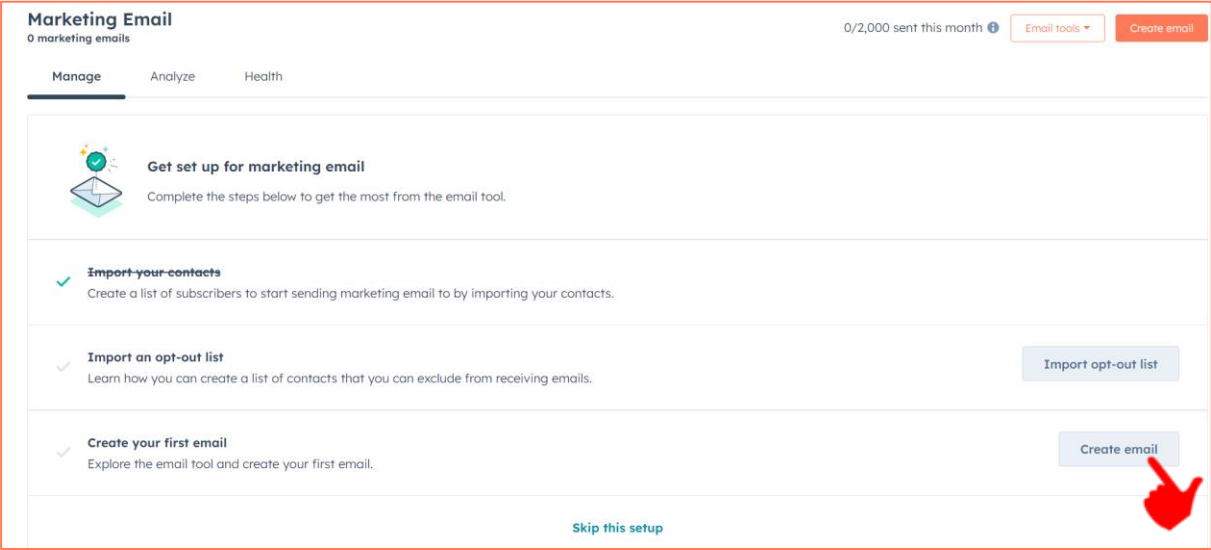 Marketing Email
0 marketing emails
0/2,000 sent this month
Email tools
Create email
Manage
Analyze
Health
Get set up for marketing email
Complete the steps below to get the most from the email tool.
Import your contacts
Create a list of subscribers to start sending marketing email to by importing your contacts.
Import an opt-out list
Learn how you can create a list of contacts that you can exclude from receiving emails.
Import opt-out list
Create your first email
Explore the email tool and create your first email.
Create email
Skip this setup